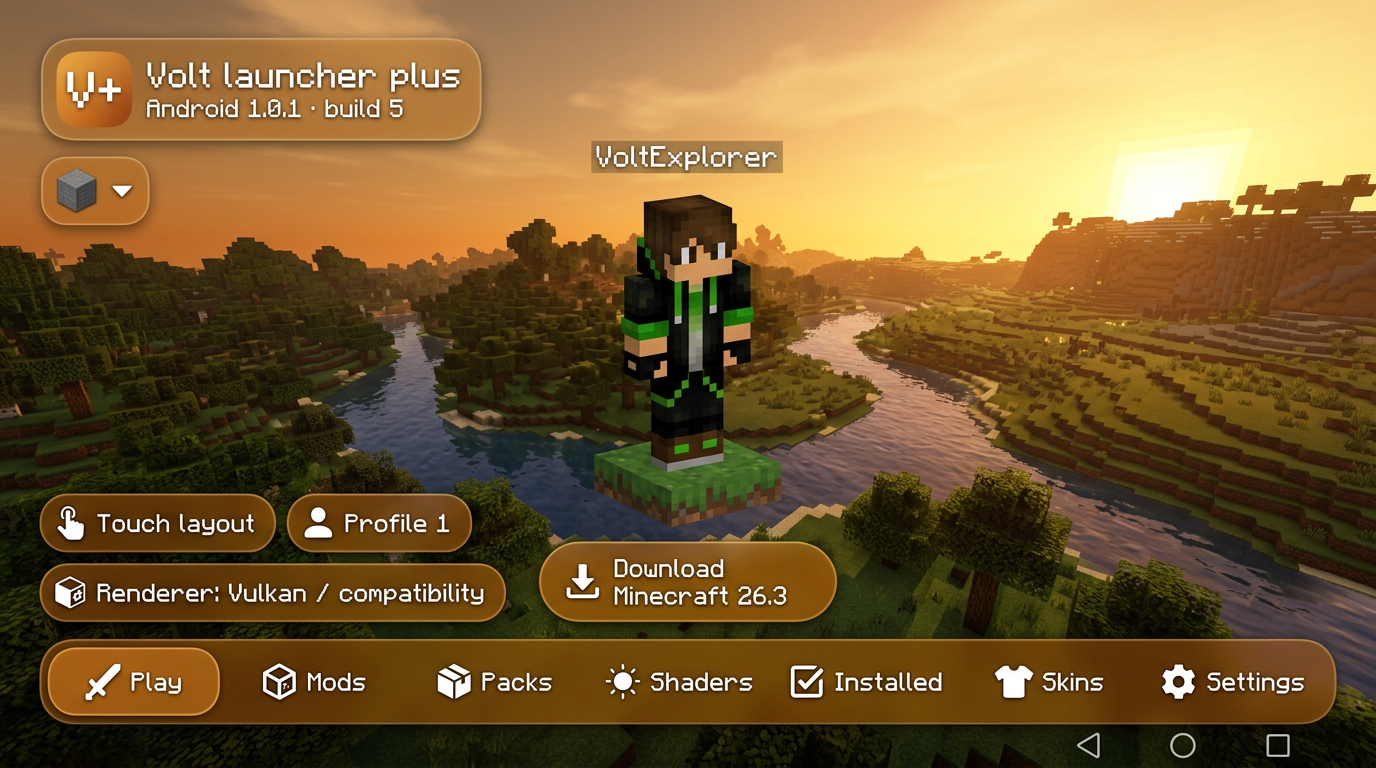 V+
Volt launcher plus
Android 1.0.1 · build 5
VoltExplorer
Touch layout
Profile 1
Renderer: Vulkan / compatibility
Download
Minecraft 26.3
Play
Mods
Packs
Shaders
Installed
Skins
Settings